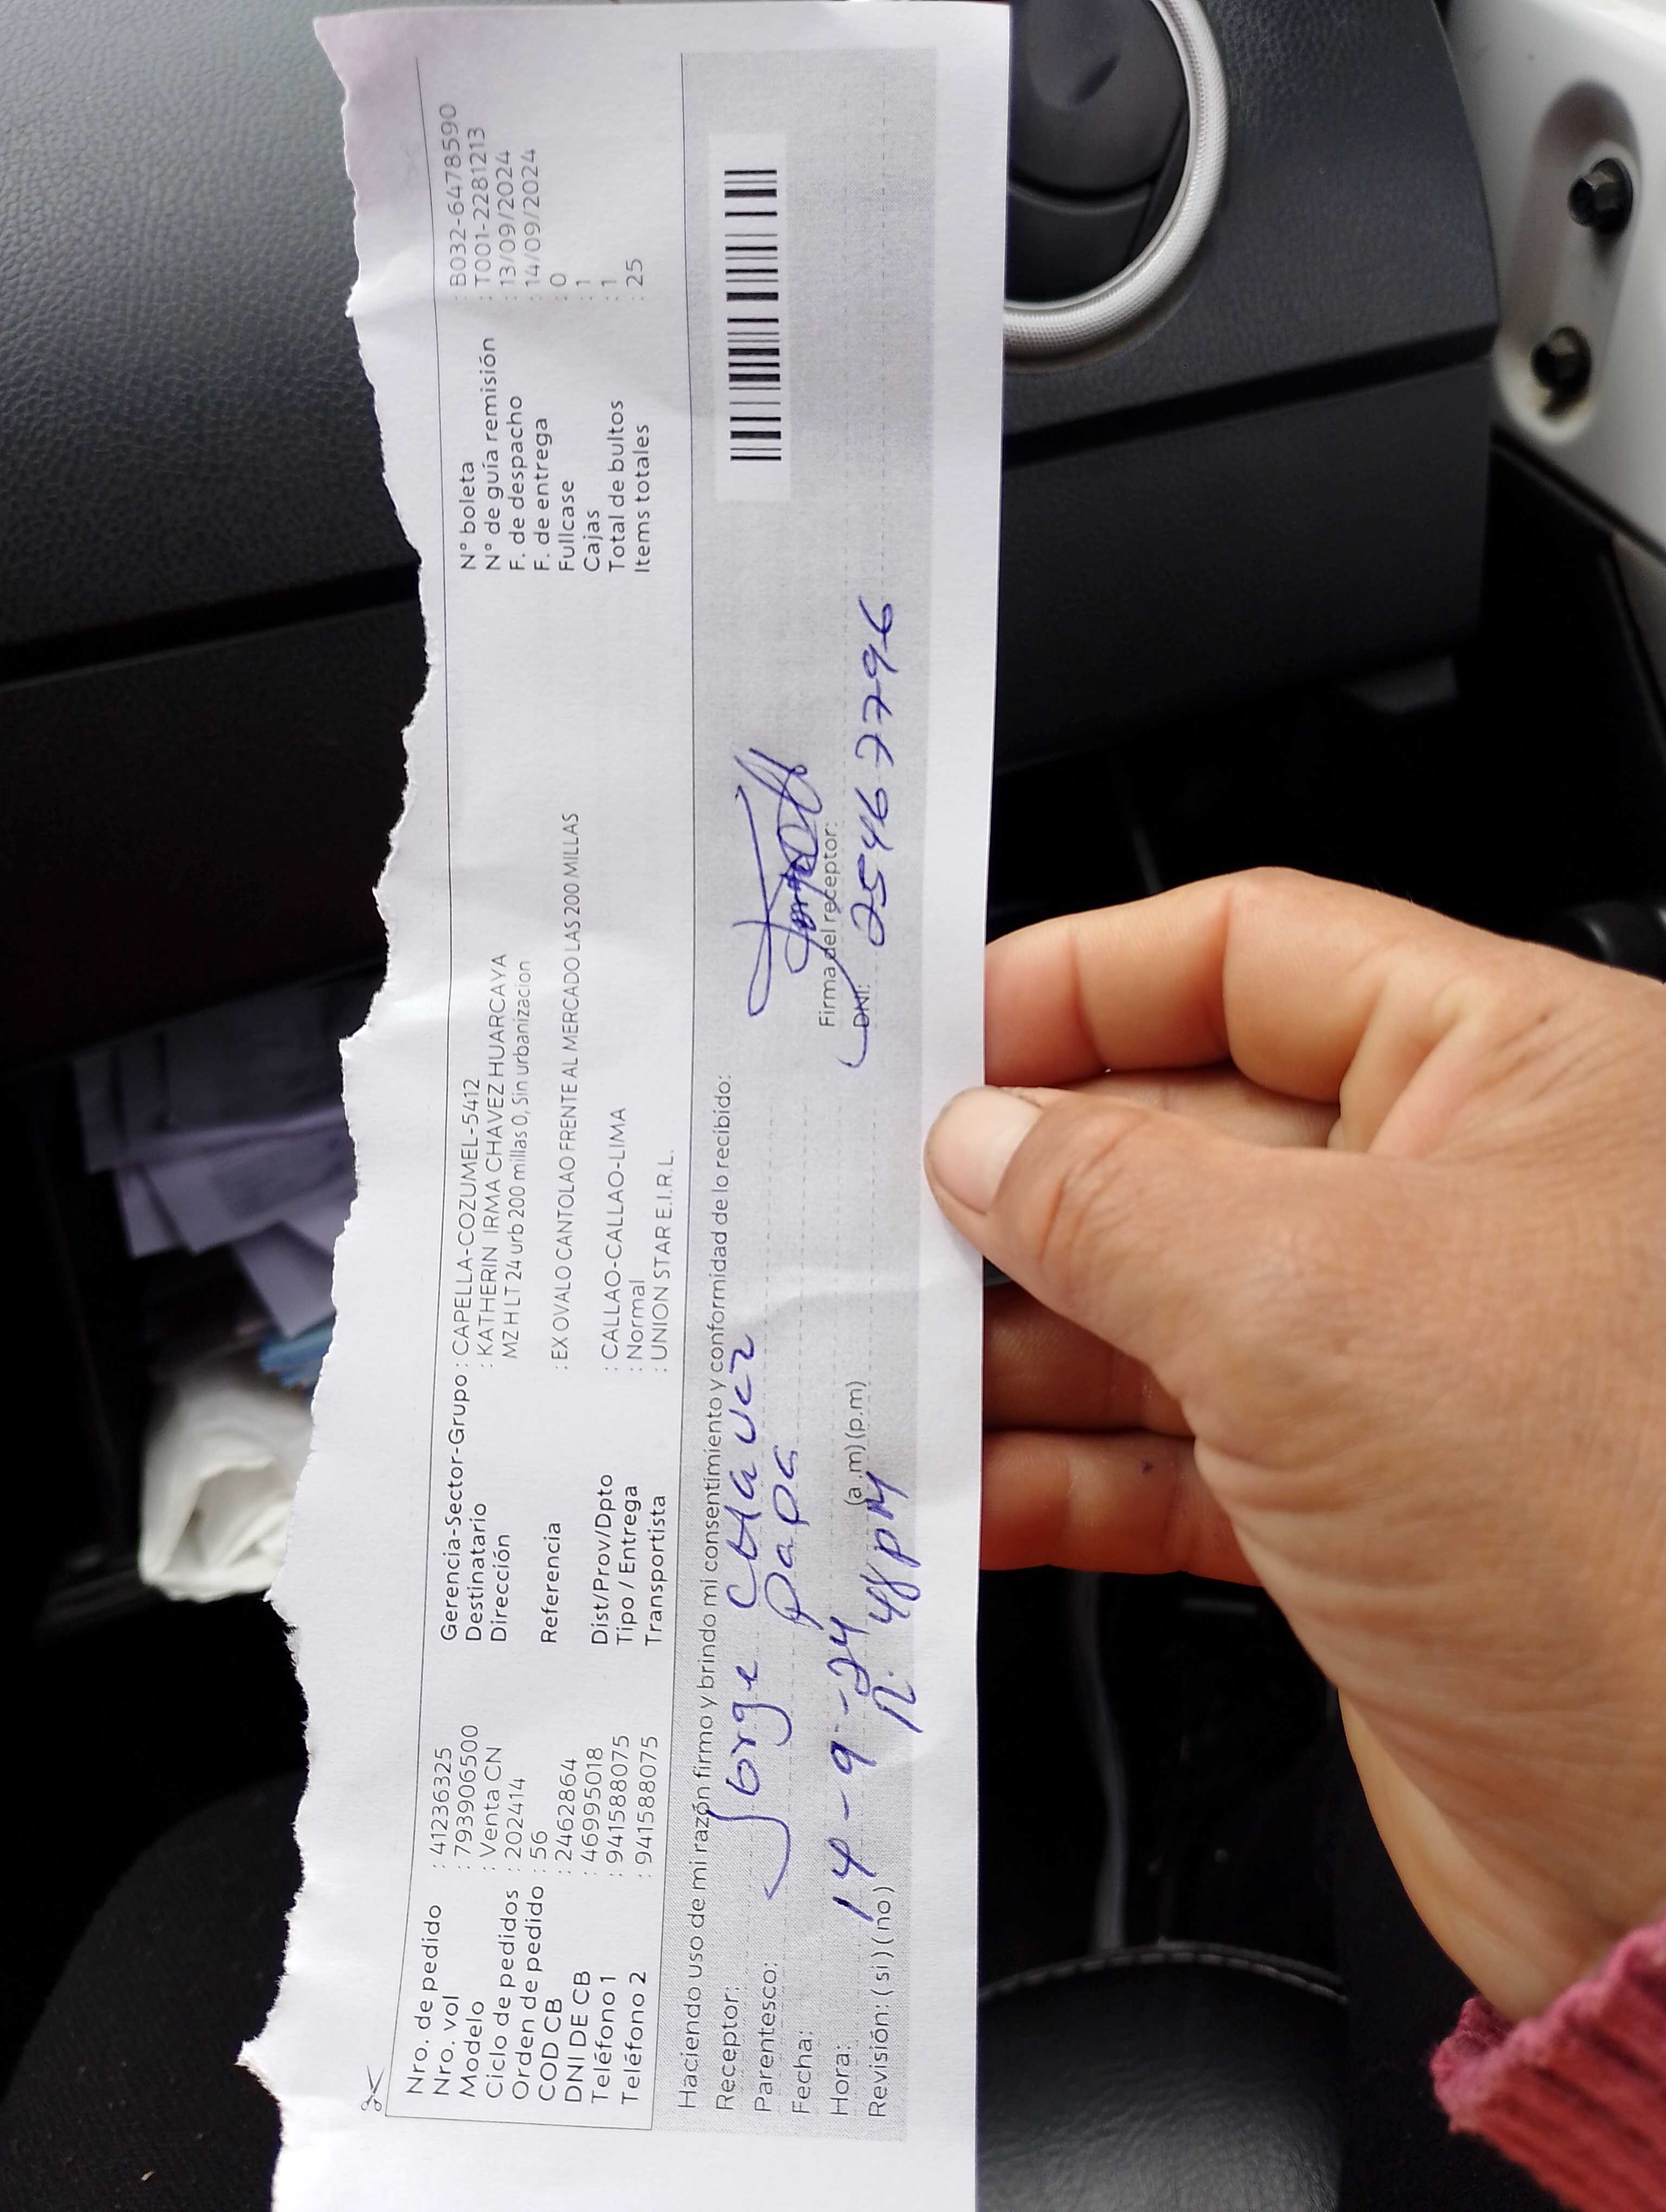 Nro. de pedido : 41236325
Nro. vol : 7939065000
Modelo : Venta CN
Ciclo de pedidos : 202414
Orden de pedido : 56
COD CB : 2462864
DNI DE CB : 46995018
Teléfono 1 : 941588075
Teléfono 2 : 941588075
Gerencia-Sector-Grupo : CAPELLA-COZUMEL-5412
Destinatario : KATHERIN IRMA CHAVEZ HUARCAYA
Dirección MZ H LT 24 urb 200 millas 0, Sin urbanizacion
Referencia : EX OVALO CANTOLAO FRENTE AL MERCADO LAS 200 MILLAS
Dist/Prov/Dpto : CALLAO-CALLAO-LIMA
Tipo / Entrega : Normal
Transportista : UNION STAR E.I.R.L.
N° boleta : B032-6478590
N° de guía remisión : T001-2281213
F. de despacho : 13/09/2024
F. de entrega : 14/09/2024
Fullcase : 0
Cajas : 1
Total de bultos : 1
Items totales : 25
Haciendo uso de mi razón firmo y brindo mi consentimiento y conformidad de lo recibido:
Receptor: Jorge CHavez
Parentesco: papa
Fecha: 14-9-24
Hora: (a.m) (p.m)
Revisión: ( si ) ( no )
Firma del receptor:
DNI: 25467796